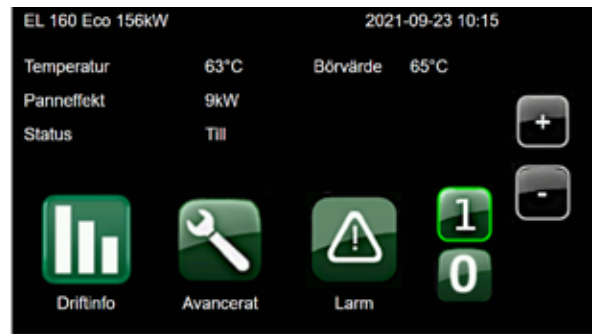 EL 160 Eco 156kW 2021-09-23 10:15
Temperatur 63°C Börvärde 65°C
Panneffekt 9kW
Status Till
+
-
1
0
Driftinfo Avancerat Larm